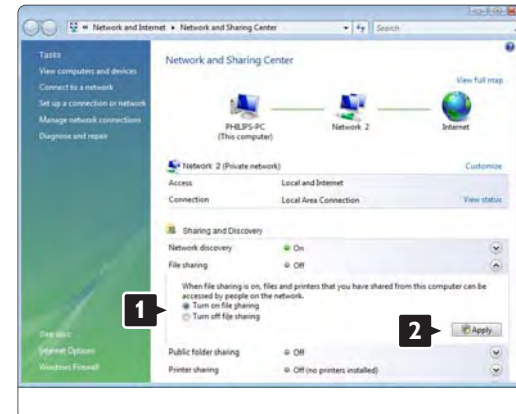 Network and Internet ▸ Network and Sharing Center
Search
Tasks
View computers and devices
Connect to a network
Set up a connection or network
Manage network connections
Diagnose and repair
See also
Internet Options
Windows Firewall
Network and Sharing Center
View full map
PHILIPS-PC
(This computer)
Network 2
Internet
Network 2 (Private network)
Customize
Access
Local and Internet
Connection
Local Area Connection
View status
Sharing and Discovery
Network discovery
On
File sharing
Off
When file sharing is on, files and printers that you have shared from this computer can be
accessed by people on the network.
1
Turn on file sharing
Turn off file sharing
2
Apply
Public folder sharing
Off
Printer sharing
Off (no printers installed)